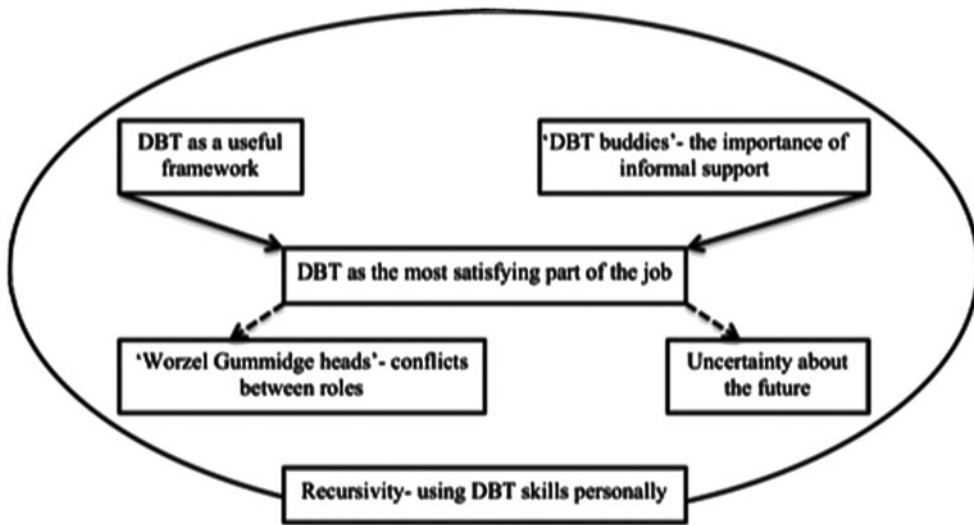 DBT as a useful
framework
'DBT buddies'- the importance of
informal support
DBT as the most satisfying part of the job
'Worzel Gummidge heads'- conflicts
between roles
Uncertainty about
the future
Recursivity- using DBT skills personally